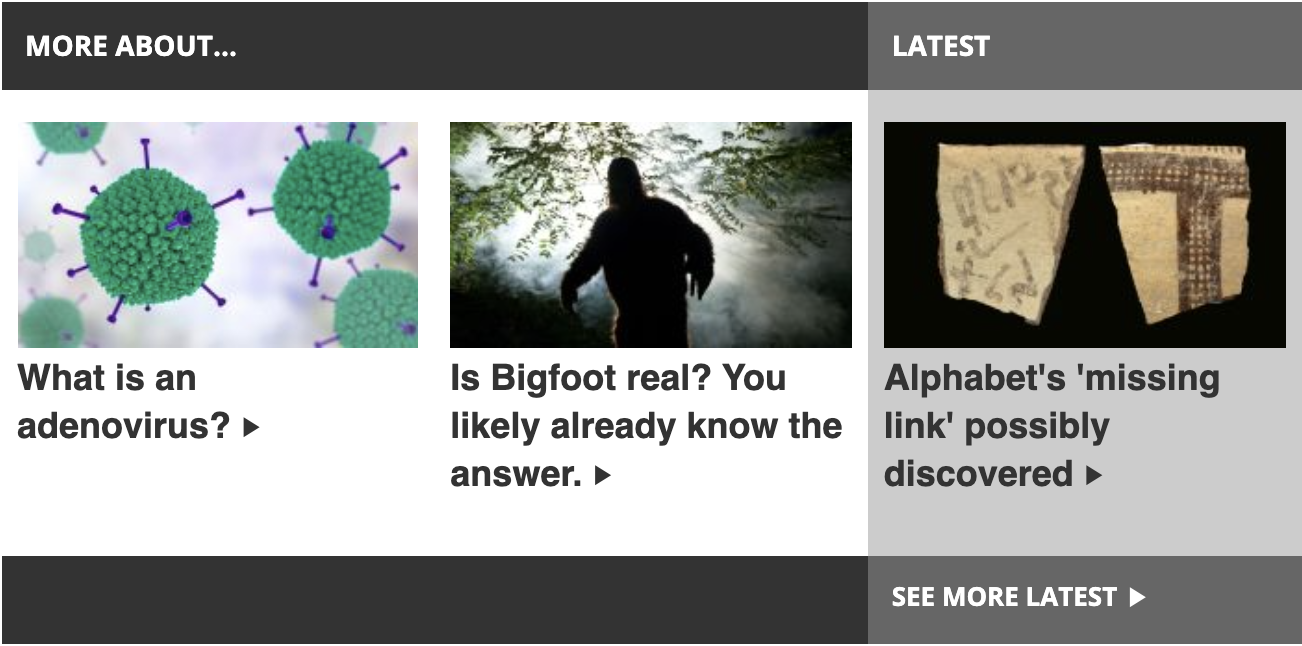 MORE ABOUT...
LATEST
What is an
adenovirus? ▶
Is Bigfoot real? You
likely already know the
answer. ▶
Alphabet's 'missing
link' possibly
discovered ▶
SEE MORE LATEST ▶